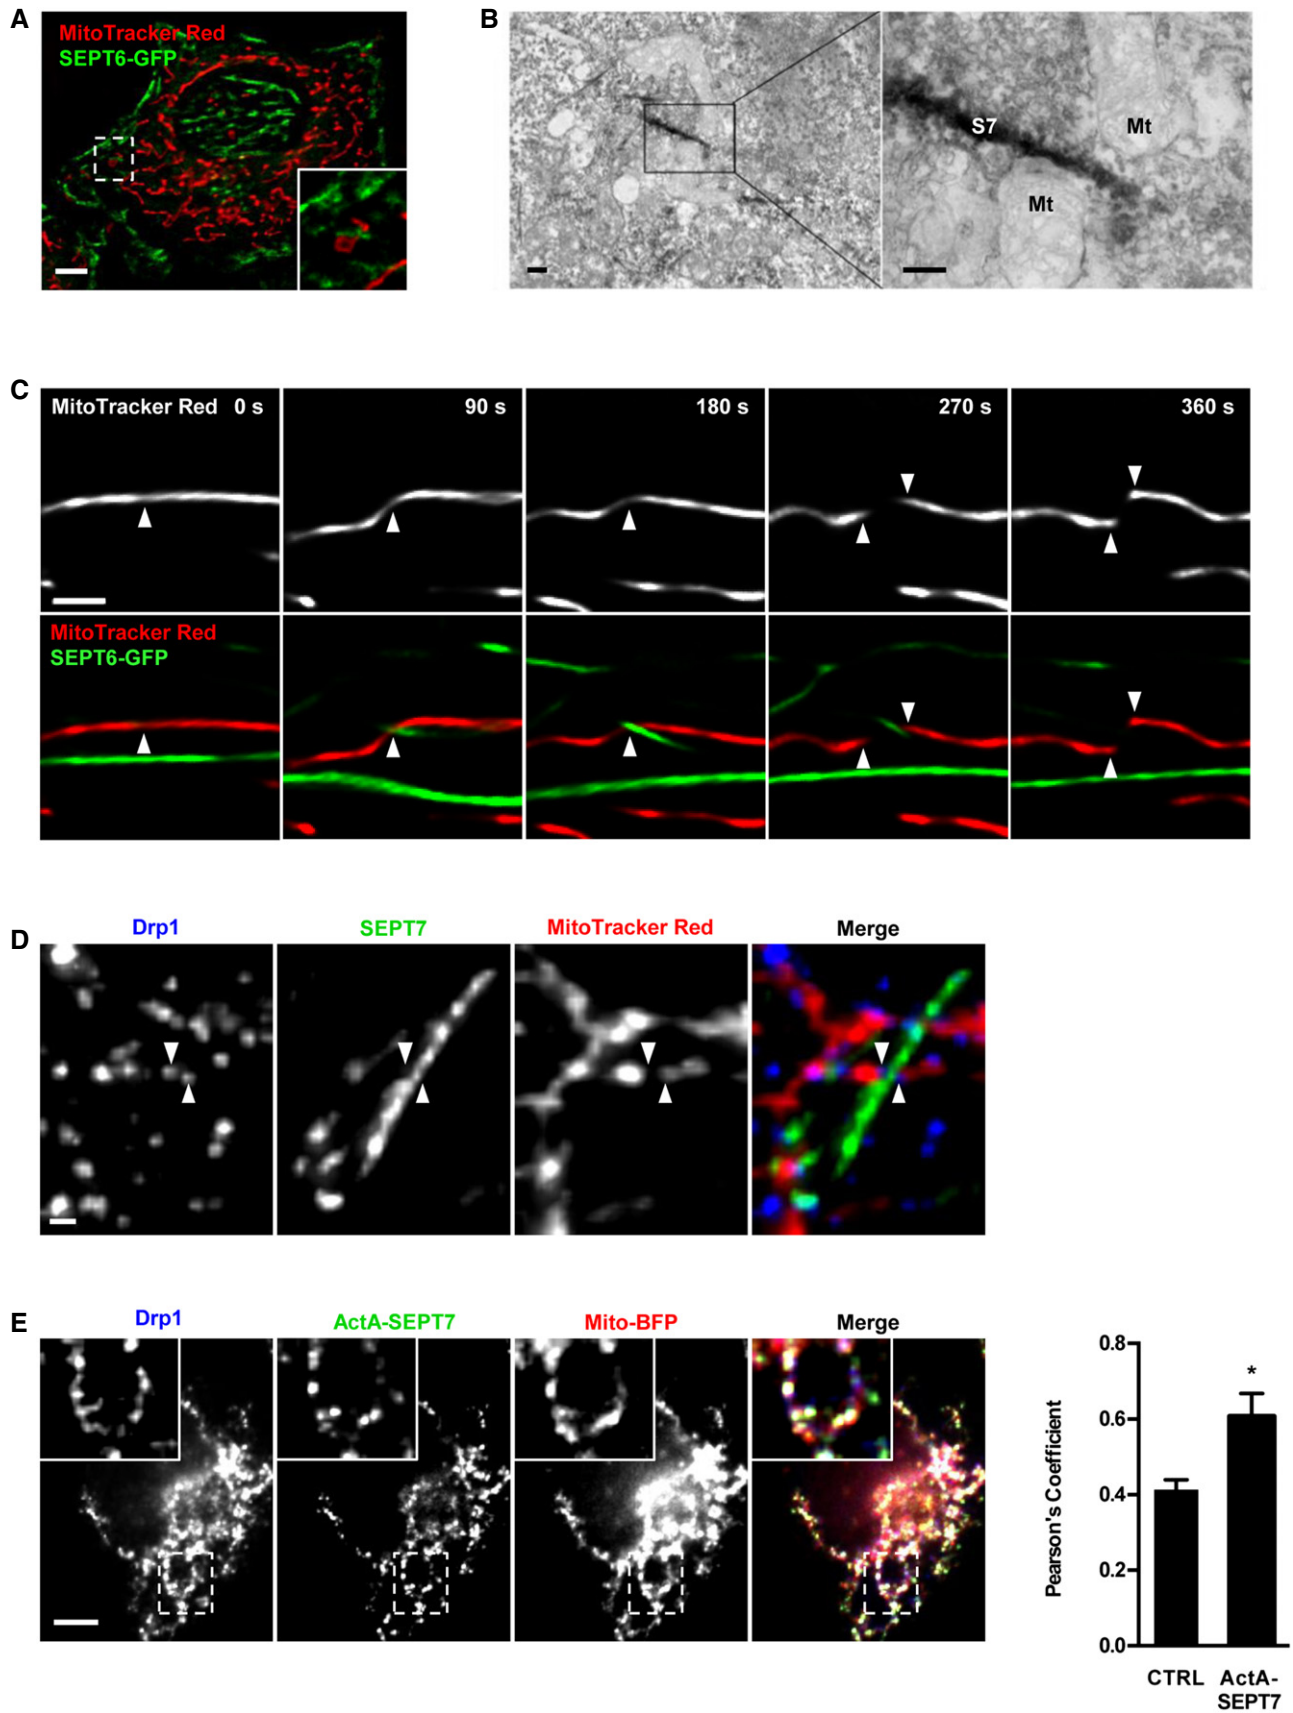 A
MitoTracker Red
SEPT6-GFP
B
S7
Mt
Mt
C
MitoTracker Red 0 s
90 s
180 s
270 s
360 s
MitoTracker Red
SEPT6-GFP
D
Drp1
SEPT7
MitoTracker Red
Merge
E
Drp1
ActA-SEPT7
Mito-BFP
Merge
Pearson's Coefficient
0.8
0.6
0.4
0.2
0.0
*
CTRL
ActA-
SEPT7